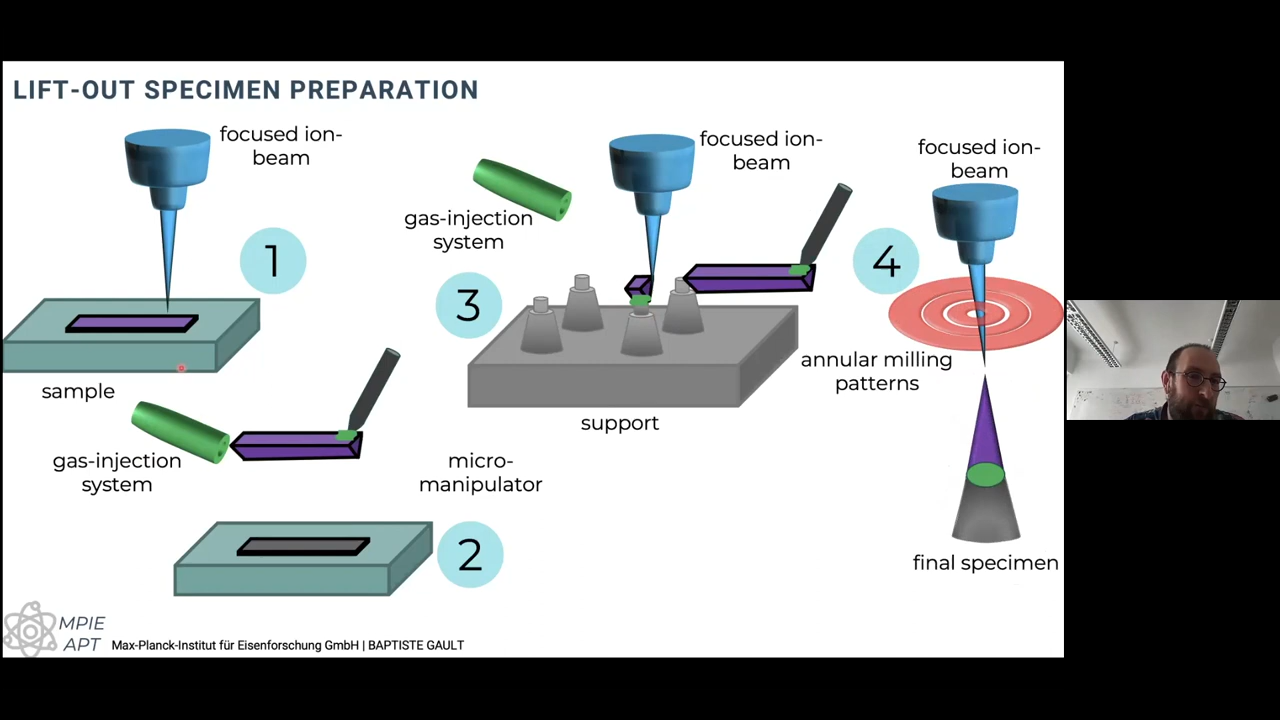 LIFT-OUT SPECIMEN PREPARATION
focused ion-
beam
1
sample
gas-injection
system
micro-
manipulator
2
gas-injection
system
3
focused ion-
beam
support
4
focused ion-
beam
annular milling
patterns
final specimen
MPIE
APT
Max-Planck-Institut für Eisenforschung GmbH | BAPTISTE GAULT